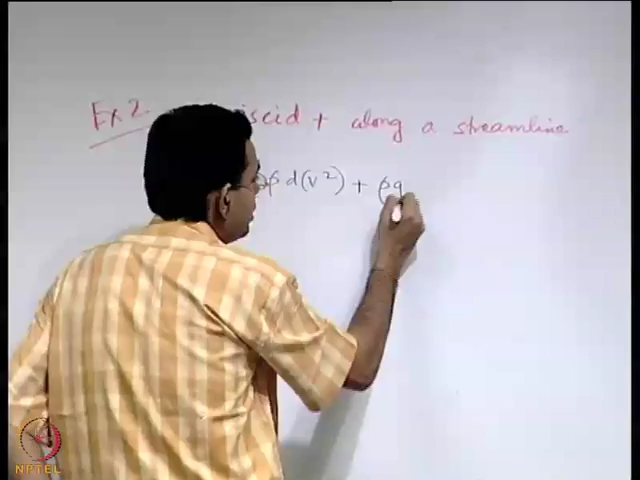 Ex 2. iscid + along a streamline
ρ d(v²) + ρg
NPTEL